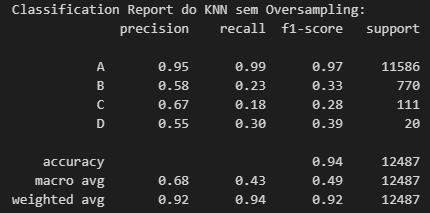 Classification Report do KNN sem Oversampling:
precision recall f1-score support
A 0.95 0.99 0.97 11586
B 0.58 0.23 0.33 770
C 0.67 0.18 0.28 111
D 0.55 0.30 0.39 20
accuracy 0.94 12487
macro avg 0.68 0.43 0.49 12487
weighted avg 0.92 0.94 0.92 12487